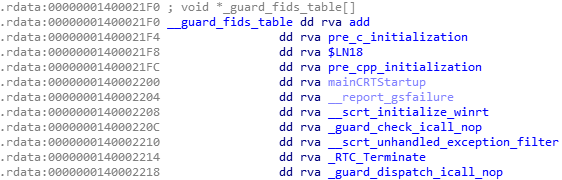 .rdata:00000001400021F0 ; void *_guard_fids_table[]
.rdata:00000001400021F0 __guard_fids_table dd rva add
.rdata:00000001400021F4 dd rva pre_c_initialization
.rdata:00000001400021F8 dd rva $LN18
.rdata:00000001400021FC dd rva pre_cpp_initialization
.rdata:0000000140002200 dd rva mainCRTStartup
.rdata:0000000140002204 dd rva __report_gsfailure
.rdata:0000000140002208 dd rva __scrt_initialize_winrt
.rdata:000000014000220C dd rva _guard_check_icall_nop
.rdata:0000000140002210 dd rva __scrt_unhandled_exception_filter
.rdata:0000000140002214 dd rva _RTC_Terminate
.rdata:0000000140002218 dd rva _guard_dispatch_icall_nop